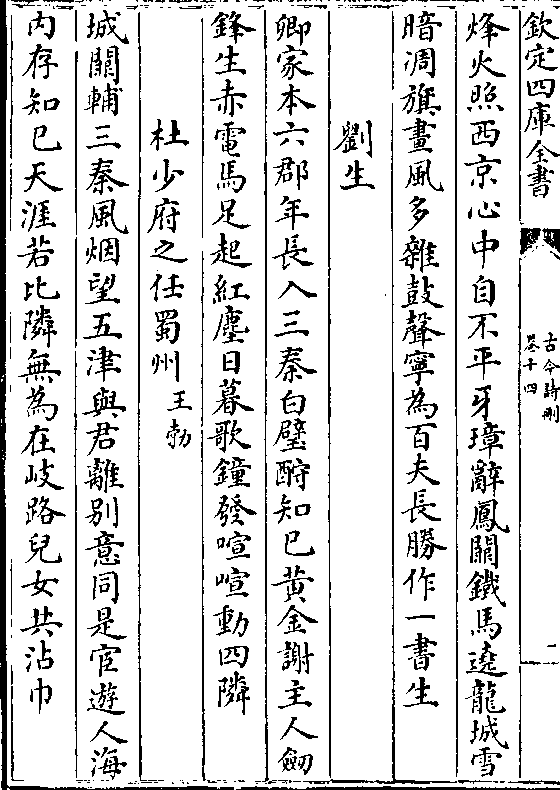 欽定四庫全書
古今詩刪
卷十四
二
烽火照西京心中自不平牙璋辭鳳闕鐵馬遶龍城雪
暗凋旗畫風多雜鼓聲寧為百夫長勝作一書生
劉生
卿家本六郡年長入三秦白璧酧知已黄金謝主人劔
鋒生赤電馬足起紅塵日暮歌鐘發喧喧動四隣
杜少府之任蜀州 王勃
城闕輔三秦風烟望五津與君離别意同是宦遊人海
内存知已天涯若比隣無為在岐路兒女共沾巾